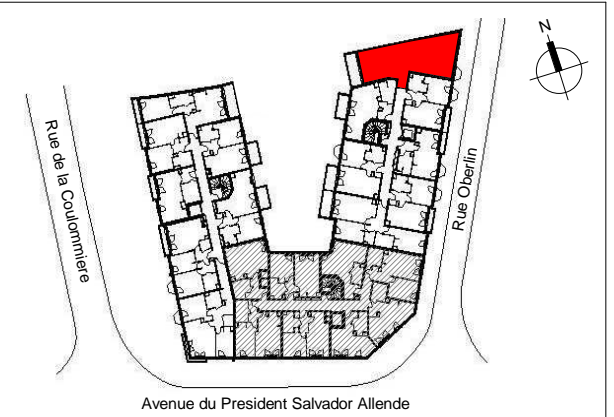 N
Rue de la Coulommiere
Rue Oberlin
Avenue du President Salvador Allende